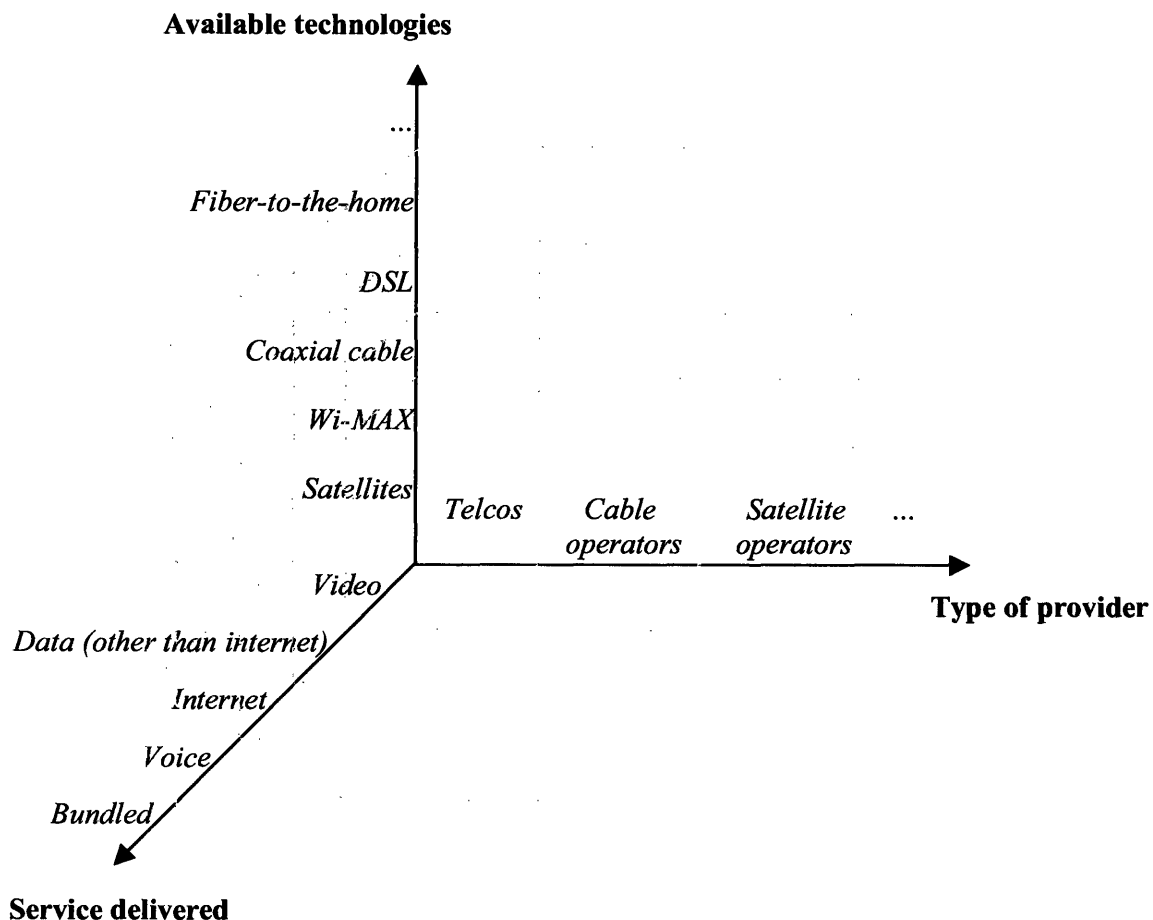 Available technologies
...
Fiber-to-the-home
DSL
Coaxial cable
Wi-MAX
Satellites
Telcos
Cable
operators
Satellite
operators
...
Video
Type of provider
Data (other than internet)
Internet
Voice
Bundled
Service delivered